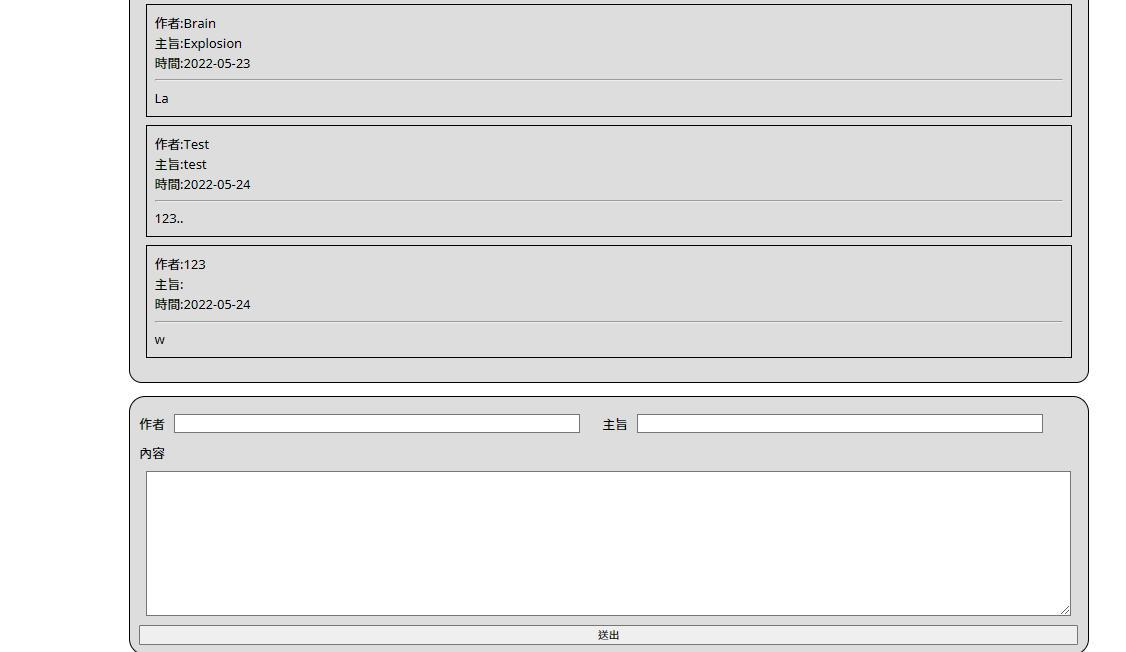 作者:Brain
主旨:Explosion
時間:2022-05-23
La
作者:Test
主旨:test
時間:2022-05-24
123..
作者:123
主旨:
時間:2022-05-24
w
作者 主旨
內容
送出